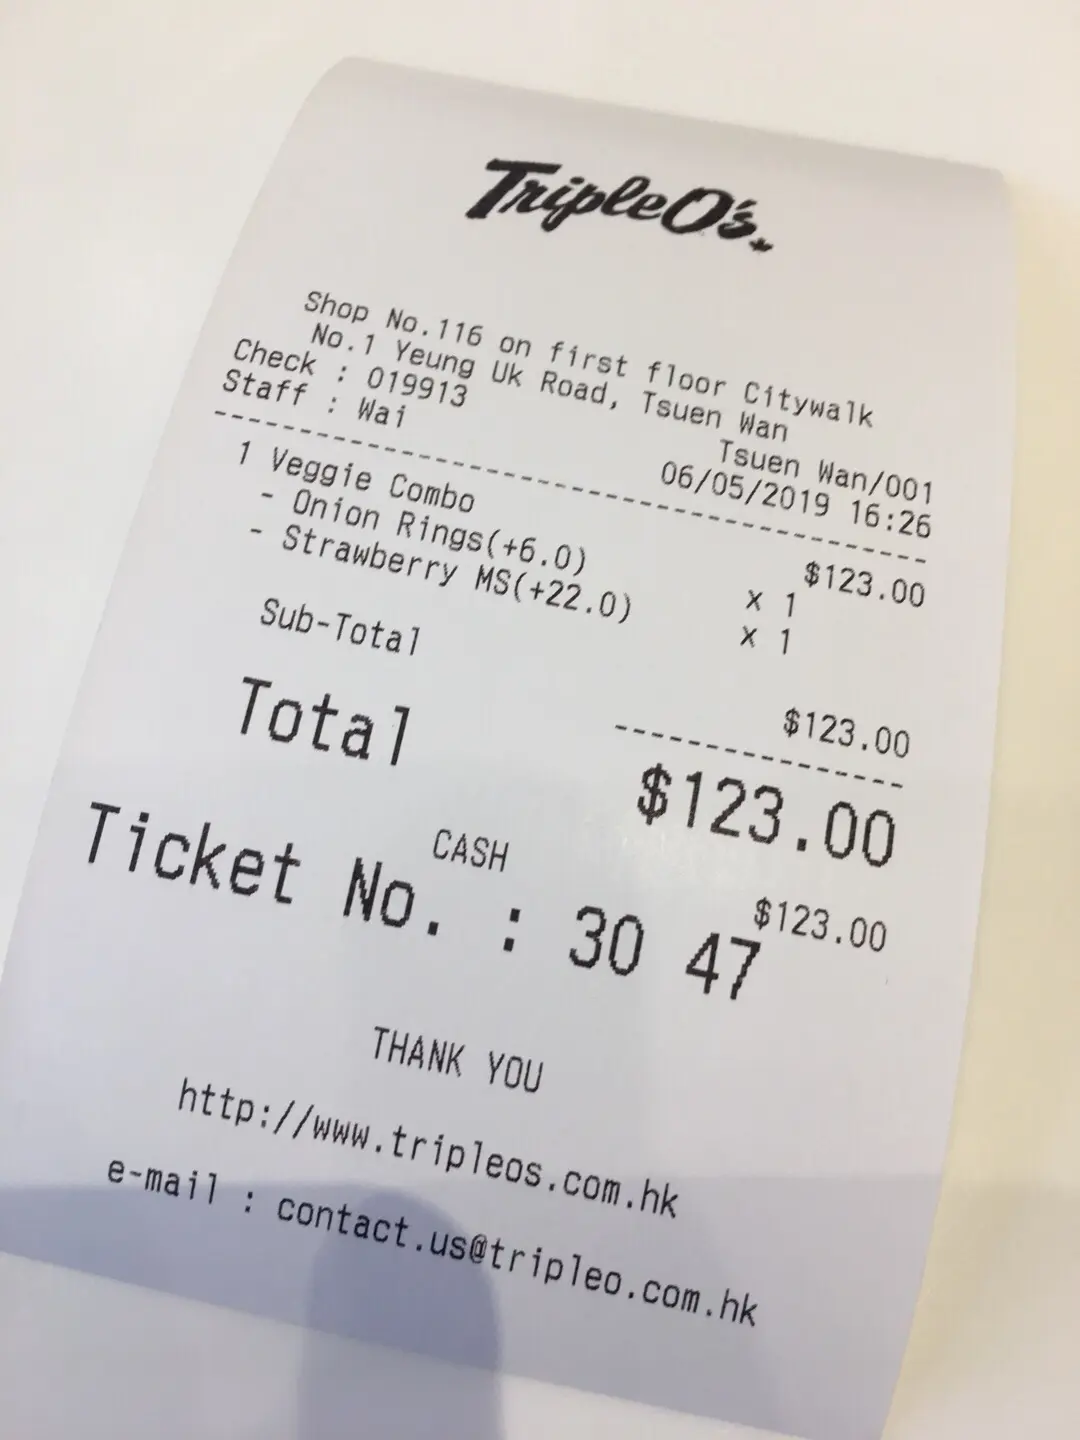 Triple O's
Shop No.116 on first floor Citywalk
No.1 Yeung Uk Road, Tsuen Wan
Check : 019913 Tsuen Wan/001
Staff : Wai 06/05/2019 16:26
--------------------------------------
1 Veggie Combo $123.00
- Onion Rings(+6.0) x 1
- Strawberry MS(+22.0) x 1
Sub-Total $123.00
----------------
Total $123.00
CASH $123.00
Ticket No. : 30 47
THANK YOU
http://www.tripleos.com.hk
e-mail : contact.us@tripleo.com.hk